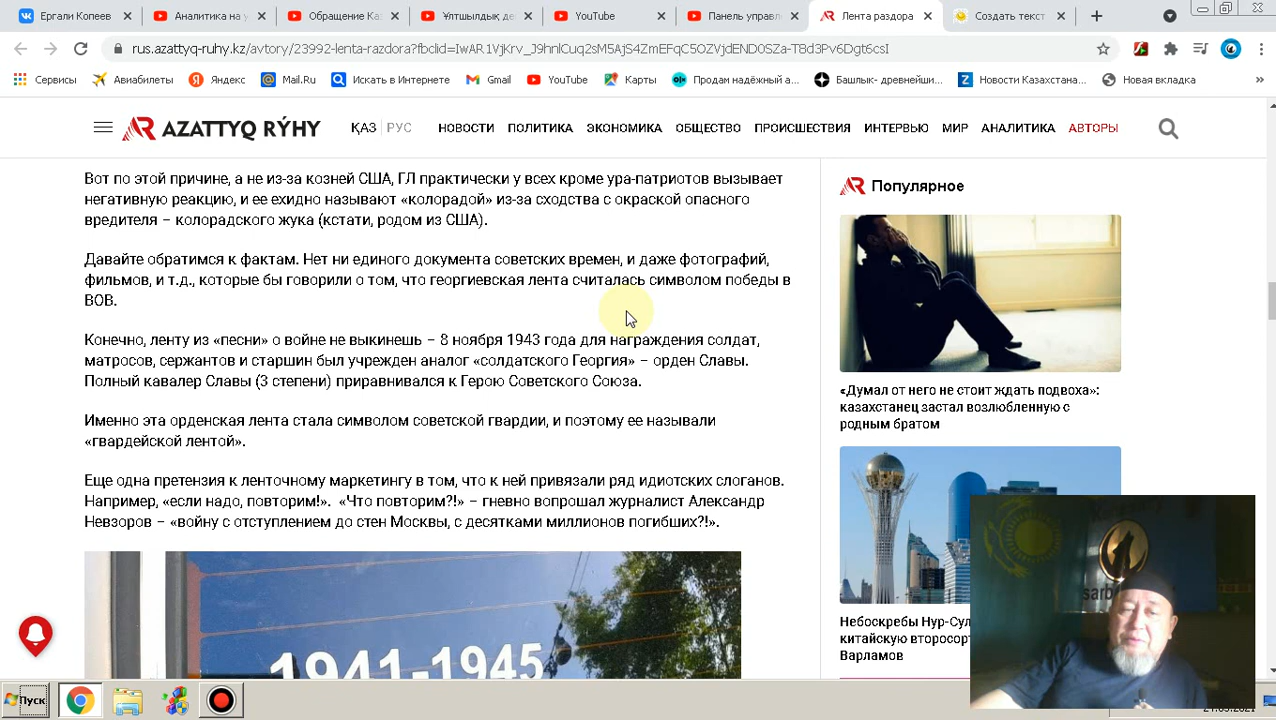 Ергали Копеев
Аналитика на у
Обращение Каз
Ұлтшылдық де
YouTube
Панель управл
Лента раздора
Создать текст
rus.azattyq-ruhy.kz/avtory/23992-lenta-razdora?fbclid=
Сервисы
Авиабилеты
Яндекс
Mail.Ru
Искать в Интернете
Gmail
YouTube
Карты
Продам надёжный а...
Башлык- древнейши...
Новости Казахстана...
Новая вкладка
AZATTYQ RÝHY
ҚАЗ
РУС
НОВОСТИ
ПОЛИТИКА
ЭКОНОМИКА
ОБЩЕСТВО
ПРОИСШЕСТВИЯ
ИНТЕРВЬЮ
МИР
АНАЛИТИКА
АВТОРЫ
Вот по этой причине, а не из-за козней США, ГЛ практически у всех кроме ура-патриотов вызывает
негативную реакцию, и ее ехидно называют «колорадой» из-за сходства с окраской опасного
вредителя – колорадского жука (кстати, родом из США).
Давайте обратимся к фактам. Нет ни единого документа советских времен, и даже фотографий,
фильмов, и т.д., которые бы говорили о том, что георгиевская лента считалась символом победы в
ВОВ.
Конечно, ленту из «песни» о войне не выкинешь – 8 ноября 1943 года для награждения солдат,
матросов, сержантов и старшин был учрежден аналог «солдатского Георгия» – орден Славы.
Полный кавалер Славы (3 степени) приравнивался к Герою Советского Союза.
Именно эта орденская лента стала символом советской гвардии, и поэтому ее называли
«гвардейской лентой».
Еще одна претензия к ленточному маркетингу в том, что к ней привязали ряд идиотских слоганов.
Например, «если надо, повторим!». «Что повторим?!» – гневно вопрошал журналист Александр
Невзоров – «войну с отступлением до стен Москвы, с десятками миллионов погибших?!».
1941-1945
Популярное
«Думал от него не стоит ждать подвоха»:
казахстанец застал возлюбленную с
родным братом
Небоскребы Нур-Сул
китайскую второсорт
Варламов
Пуск